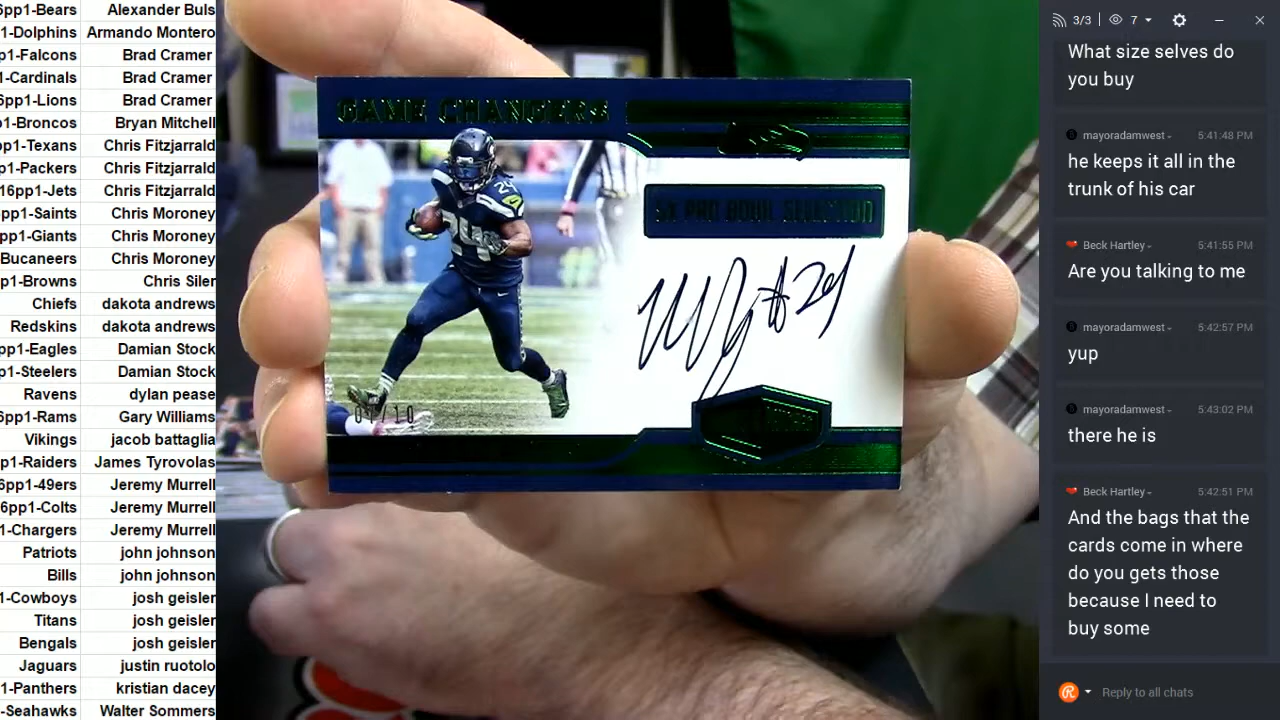 6pp1-Bears Alexander Buls
1-Dolphins Armando Montero
p1-Falcons Brad Cramer
1-Cardinals Brad Cramer
6pp1-Lions Brad Cramer
p1-Broncos Bryan Mitchell
pp1-Texans Chris Fitzjarrald
p1-Packers Chris Fitzjarrald
16pp1-Jets Chris Fitzjarrald
pp1-Saints Chris Moroney
pp1-Giants Chris Moroney
Bucaneers Chris Moroney
p1-Browns Chris Siler
Chiefs dakota andrews
Redskins dakota andrews
pp1-Eagles Damian Stock
p1-Steelers Damian Stock
Ravens dylan pease
6pp1-Rams Gary Williams
Vikings jacob battaglia
p1-Raiders James Tyrovolas
6pp1-49ers Jeremy Murrell
6pp1-Colts Jeremy Murrell
1-Chargers Jeremy Murrell
Patriots john johnson
Bills john johnson
1-Cowboys josh geisler
Titans josh geisler
Bengals josh geisler
Jaguars justin ruotolo
1-Panthers kristian dacey
-Seahawks Walter Sommers
GAME CHANGERS
5X PRO BOWL SELECTION
24
24
#24
/10
3/3 7
What size selves do
you buy
mayoradamwest 5:41:48 PM
he keeps it all in the
trunk of his car
Beck Hartley 5:41:55 PM
Are you talking to me
mayoradamwest 5:42:57 PM
yup
mayoradamwest 5:43:02 PM
there he is
Beck Hartley 5:42:51 PM
And the bags that the
cards come in where
do you gets those
because I need to
buy some
Reply to all chats